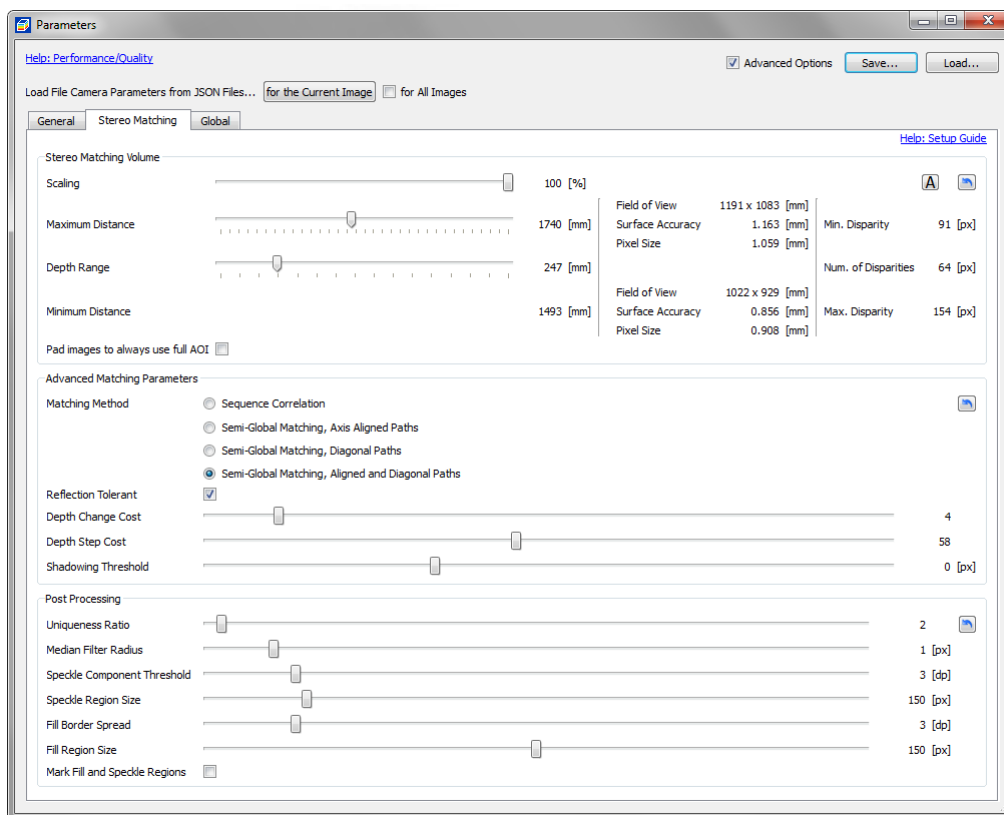 Parameters
Help: Performance/Quality
Advanced Options Save... Load...
Load File Camera Parameters from JSON Files... for the Current Image for All Images
General Stereo Matching Global
Help: Setup Guide
Stereo Matching Volume
Scaling 100 [%] A
Field of View 1191 x 1083 [mm]
Maximum Distance 1740 [mm] Surface Accuracy 1.163 [mm] Min. Disparity 91 [px]
Pixel Size 1.059 [mm]
Depth Range 247 [mm] Num. of Disparities 64 [px]
Field of View 1022 x 929 [mm]
Minimum Distance 1493 [mm] Surface Accuracy 0.856 [mm] Max. Disparity 154 [px]
Pixel Size 0.908 [mm]
Pad images to always use full AOI
Advanced Matching Parameters
Matching Method Sequence Correlation
Semi-Global Matching, Axis Aligned Paths
Semi-Global Matching, Diagonal Paths
Semi-Global Matching, Aligned and Diagonal Paths
Reflection Tolerant
Depth Change Cost 4
Depth Step Cost 58
Shadowing Threshold 0 [px]
Post Processing
Uniqueness Ratio 2
Median Filter Radius 1 [px]
Speckle Component Threshold 3 [dp]
Speckle Region Size 150 [px]
Fill Border Spread 3 [dp]
Fill Region Size 150 [px]
Mark Fill and Speckle Regions